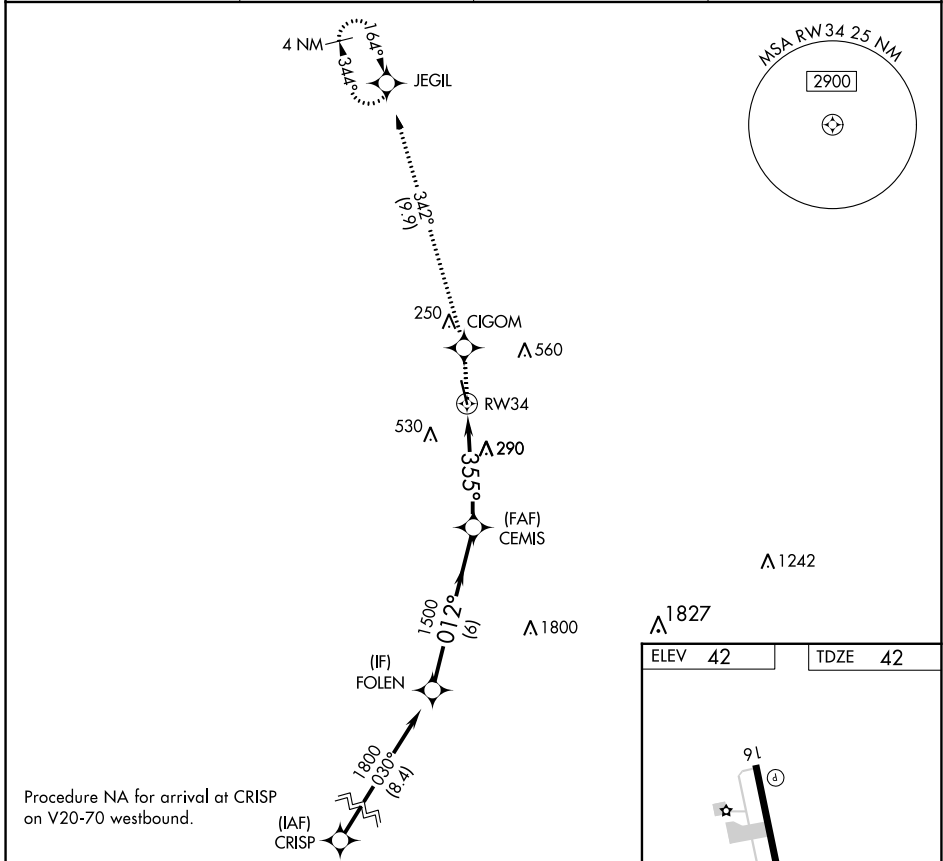 MSA RW34 25 NM
2900
4 NM
164°
344°
JEGIL
342°
(9.9)
250
CIGOM
560
RW34
530
290
355°
(FAF)
CEMIS
1242
1500
012°
(6)
1800
1827
(IF)
FOLEN
ELEV 42
TDZE 42
1800
030°
(8.4)
16
P
Procedure NA for arrival at CRISP
on V20-70 westbound.
(IAF)
CRISP